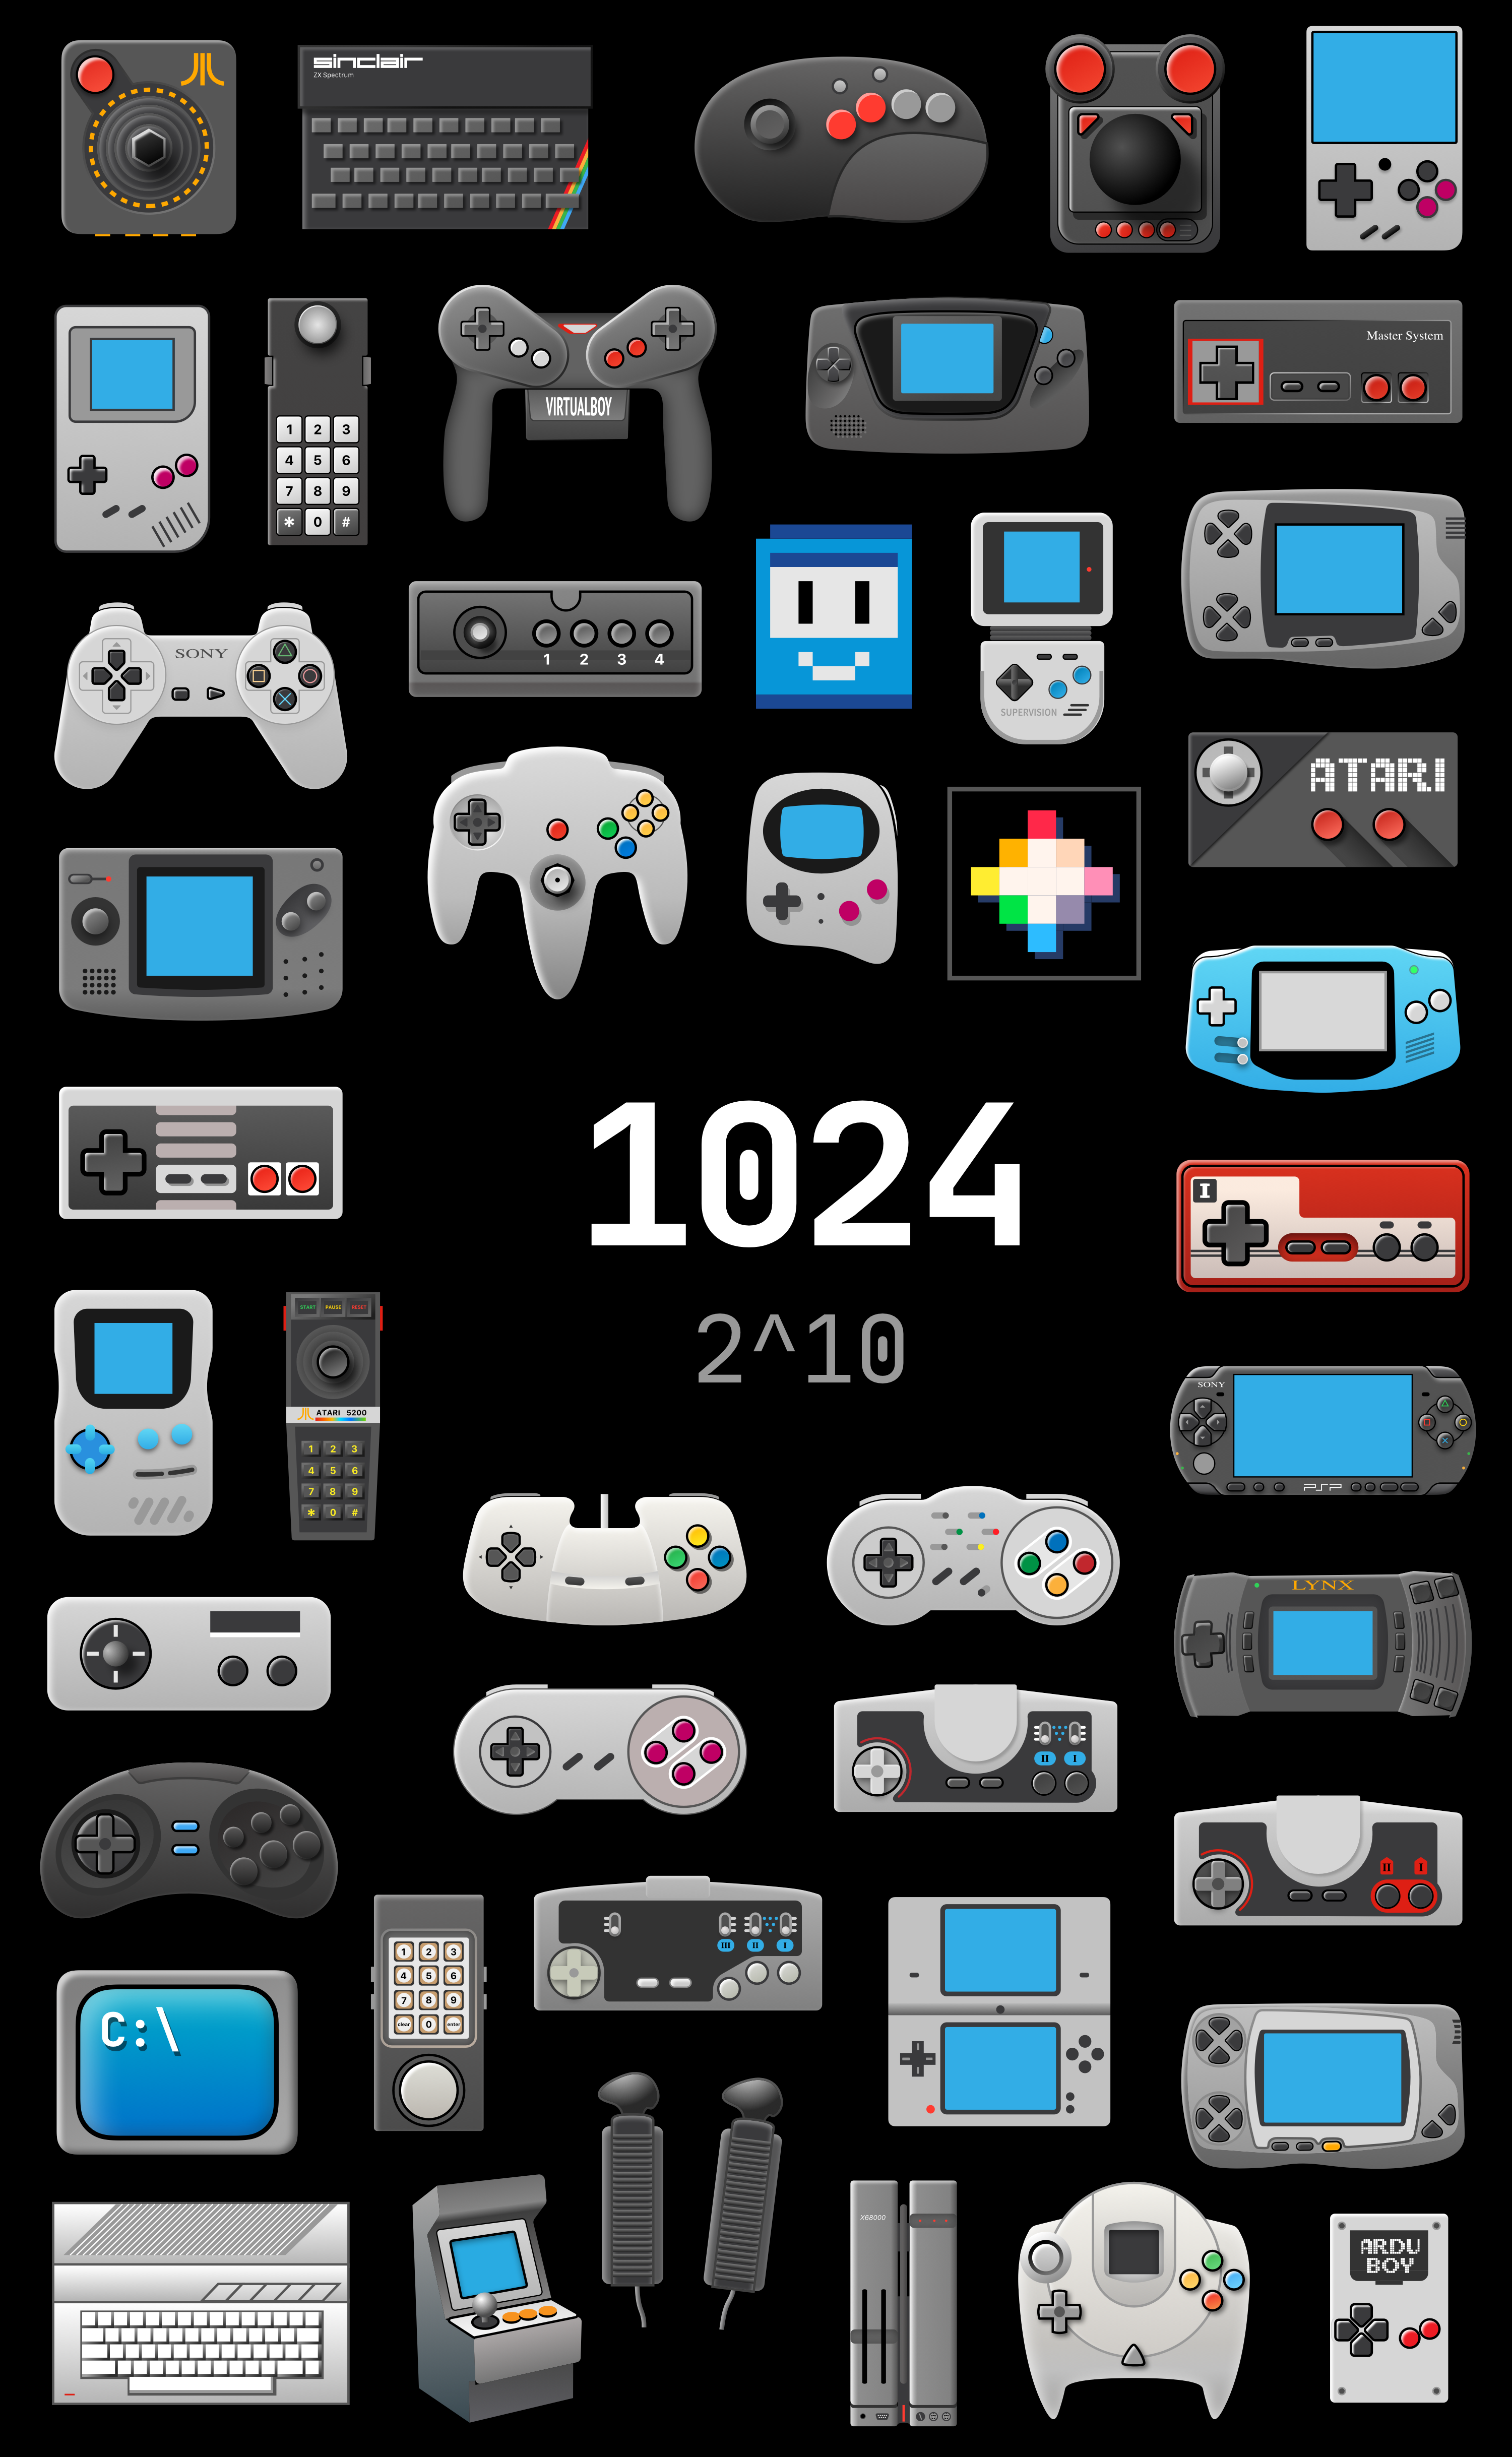 sinclair
ZX Spectrum
Master System
1 2 3
4 5 6
7 8 9
* 0 #
VIRTUALBOY
SONY
1 2 3 4
SUPERVISION
ATARI
1024
I
START PAUSE RESET
2^10
SONY
ATARI 5200
1 2 3
4 5 6
7 8 9
* 0 #
PSP
LYNX
II I
II I
III II I
1 2 3
4 5 6
7 8 9
clear 0 enter
C:\
X68000
ARDU
BOY